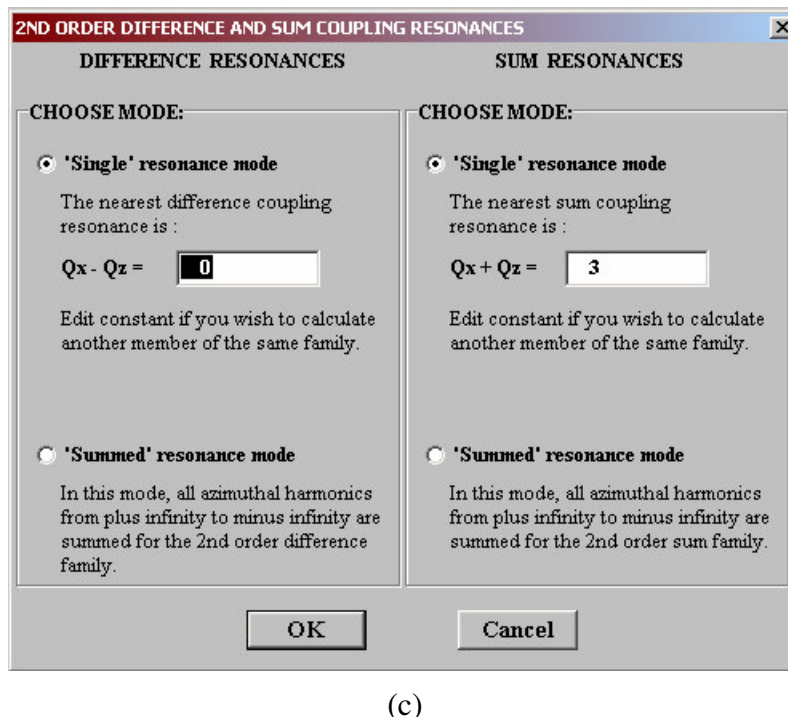 2ND ORDER DIFFERENCE AND SUM COUPLING RESONANCES
DIFFERENCE RESONANCES
CHOOSE MODE:
'Single' resonance mode
The nearest difference coupling
resonance is :
Qx - Qz = 0
Edit constant if you wish to calculate
another member of the same family.
'Summed' resonance mode
In this mode, all azimuthal harmonics
from plus infinity to minus infinity are
summed for the 2nd order difference
family.
SUM RESONANCES
CHOOSE MODE:
'Single' resonance mode
The nearest sum coupling
resonance is :
Qx + Qz = 3
Edit constant if you wish to calculate
another member of the same family.
'Summed' resonance mode
In this mode, all azimuthal harmonics
from plus infinity to minus infinity are
summed for the 2nd order sum family.
OK
Cancel
(c)